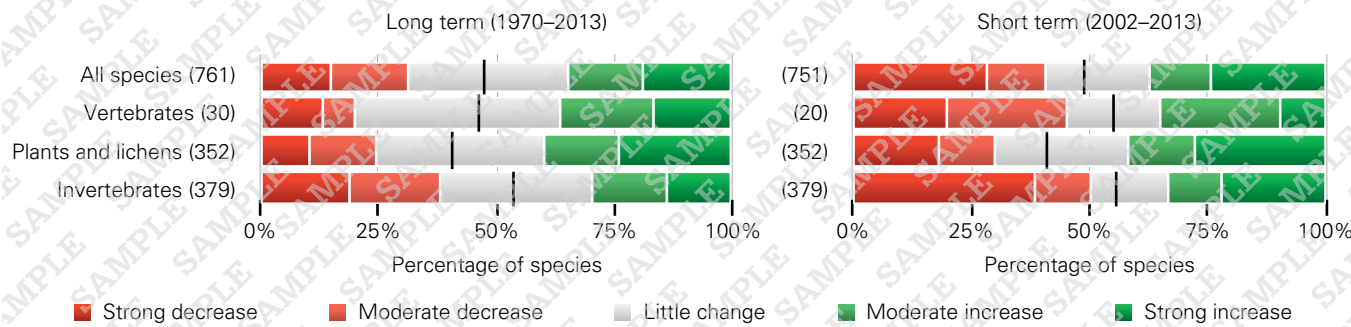 Long term (1970–2013)
Short term (2002–2013)
All species (761)
(751)
Vertebrates (30)
(20)
Plants and lichens (352)
(352)
Invertebrates (379)
(379)
0% 25% 50% 75% 100%
0% 25% 50% 75% 100%
Percentage of species
Percentage of species
Strong decrease
Moderate decrease
Little change
Moderate increase
Strong increase
SAMPLE